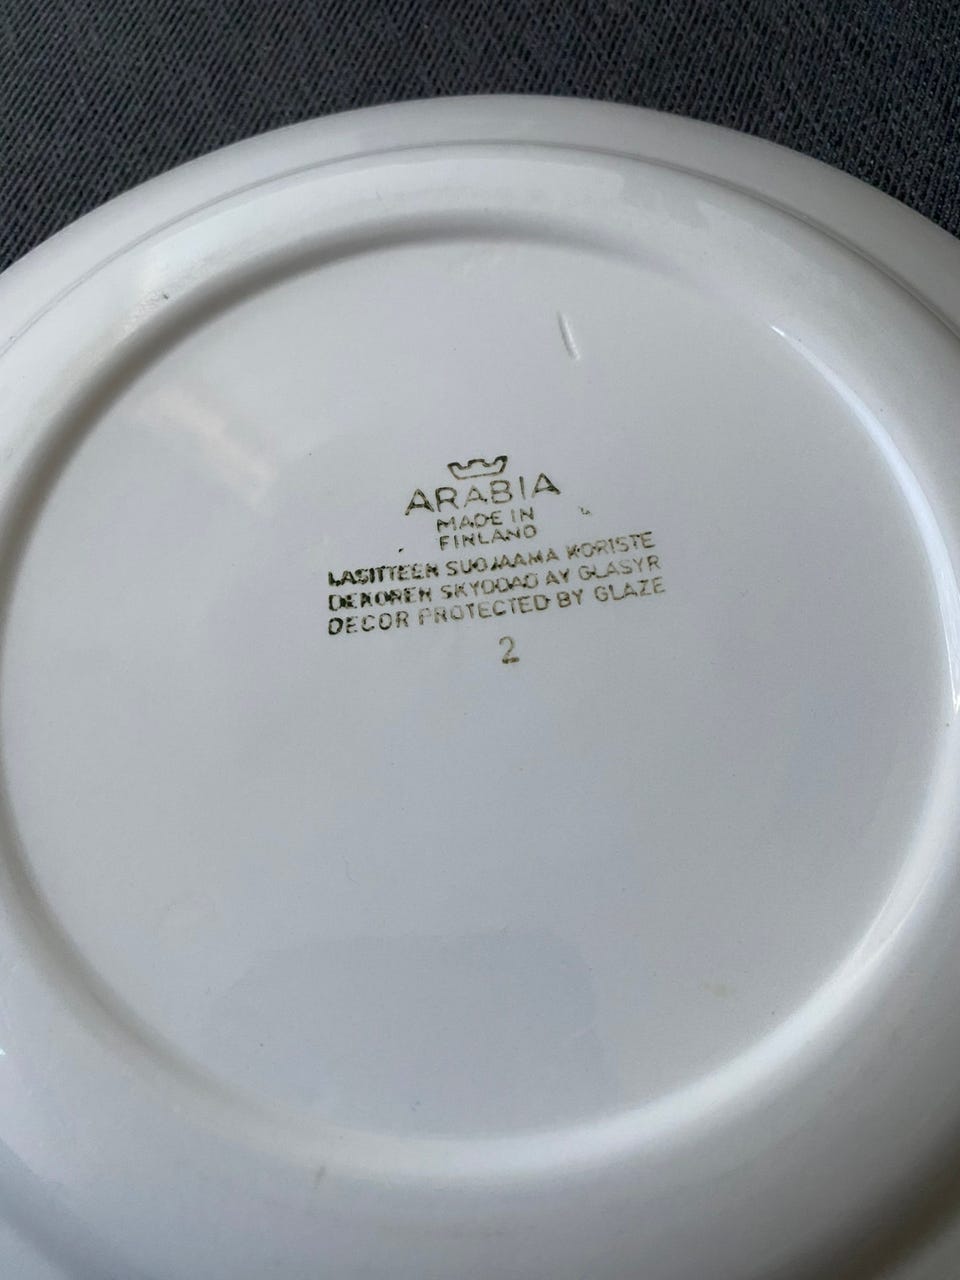 ARABIA
MADE IN
FINLAND
LASITTEEN SUOJAAMA KORISTE
DEKOREN SKYDDAD AV GLASYR
DECOR PROTECTED BY GLAZE
2